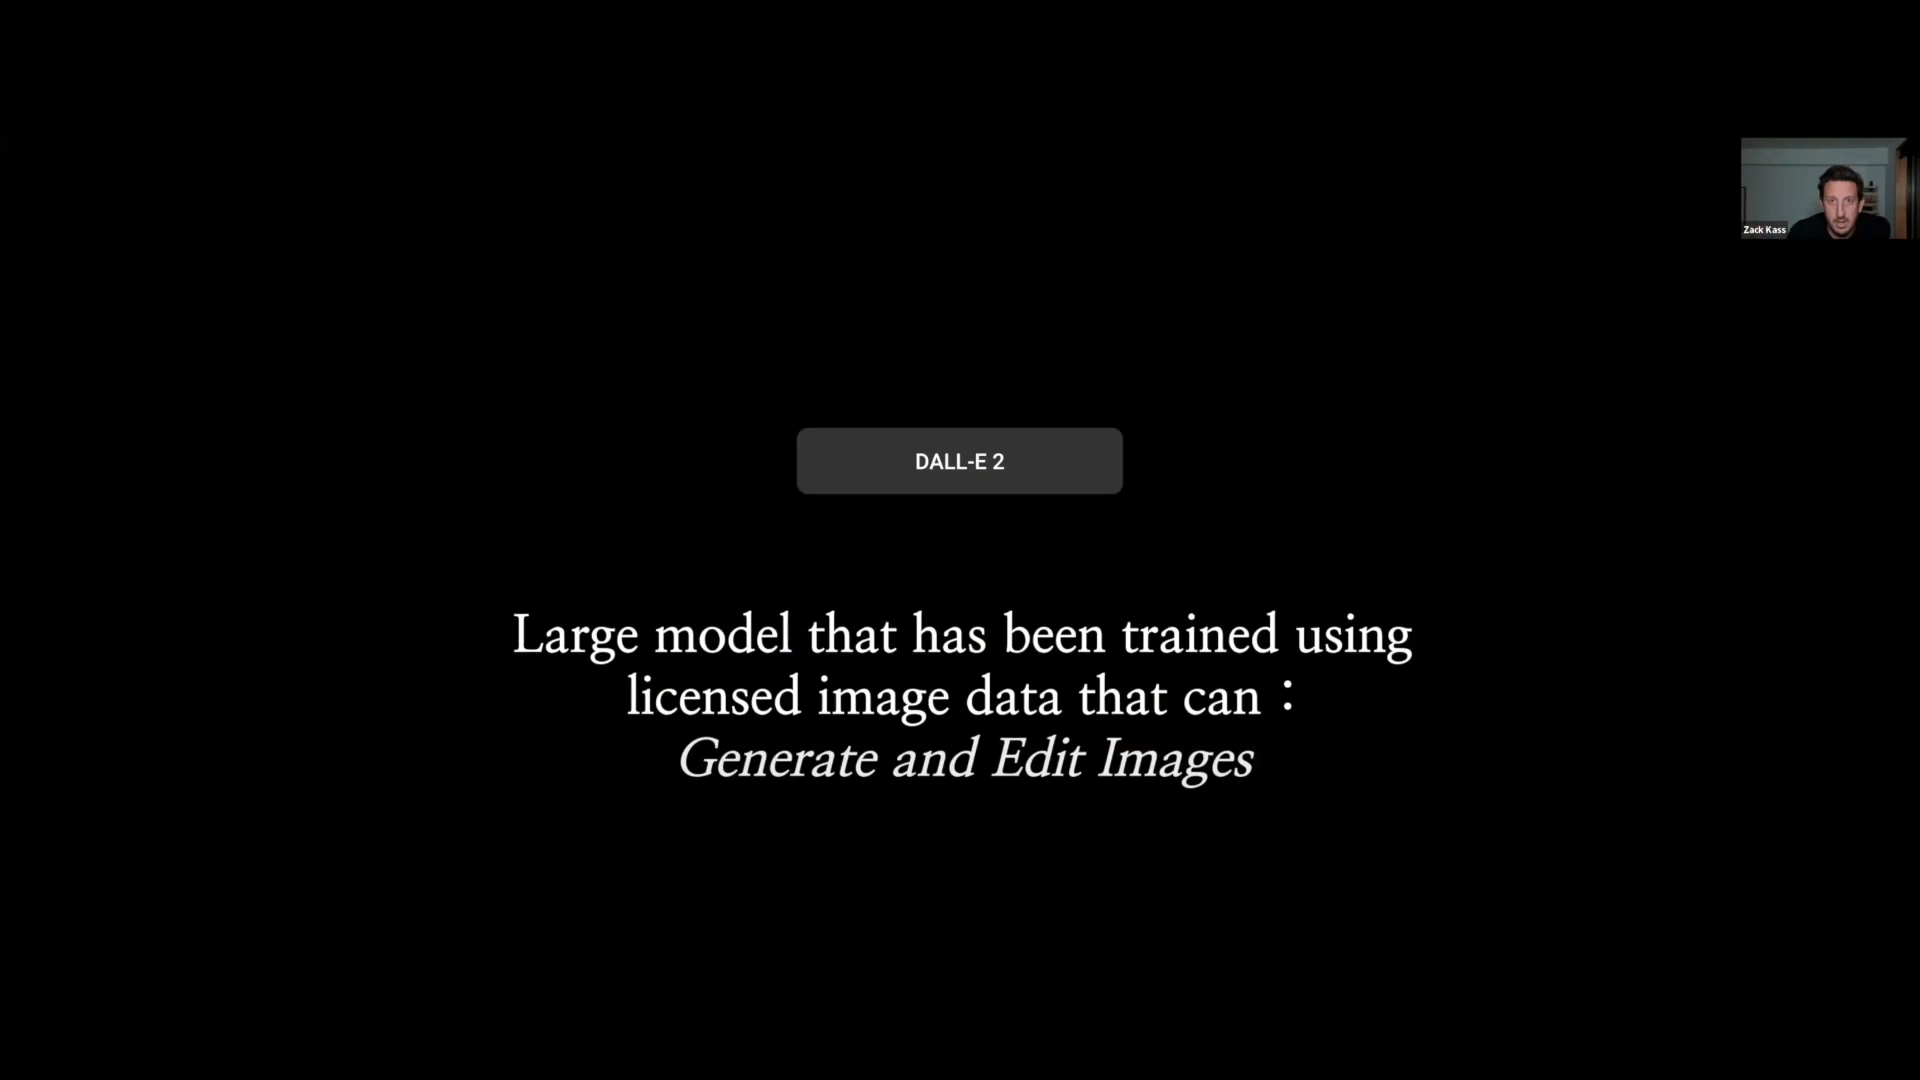 Zack Kass
DALL-E 2
Large model that has been trained using
licensed image data that can :
Generate and Edit Images